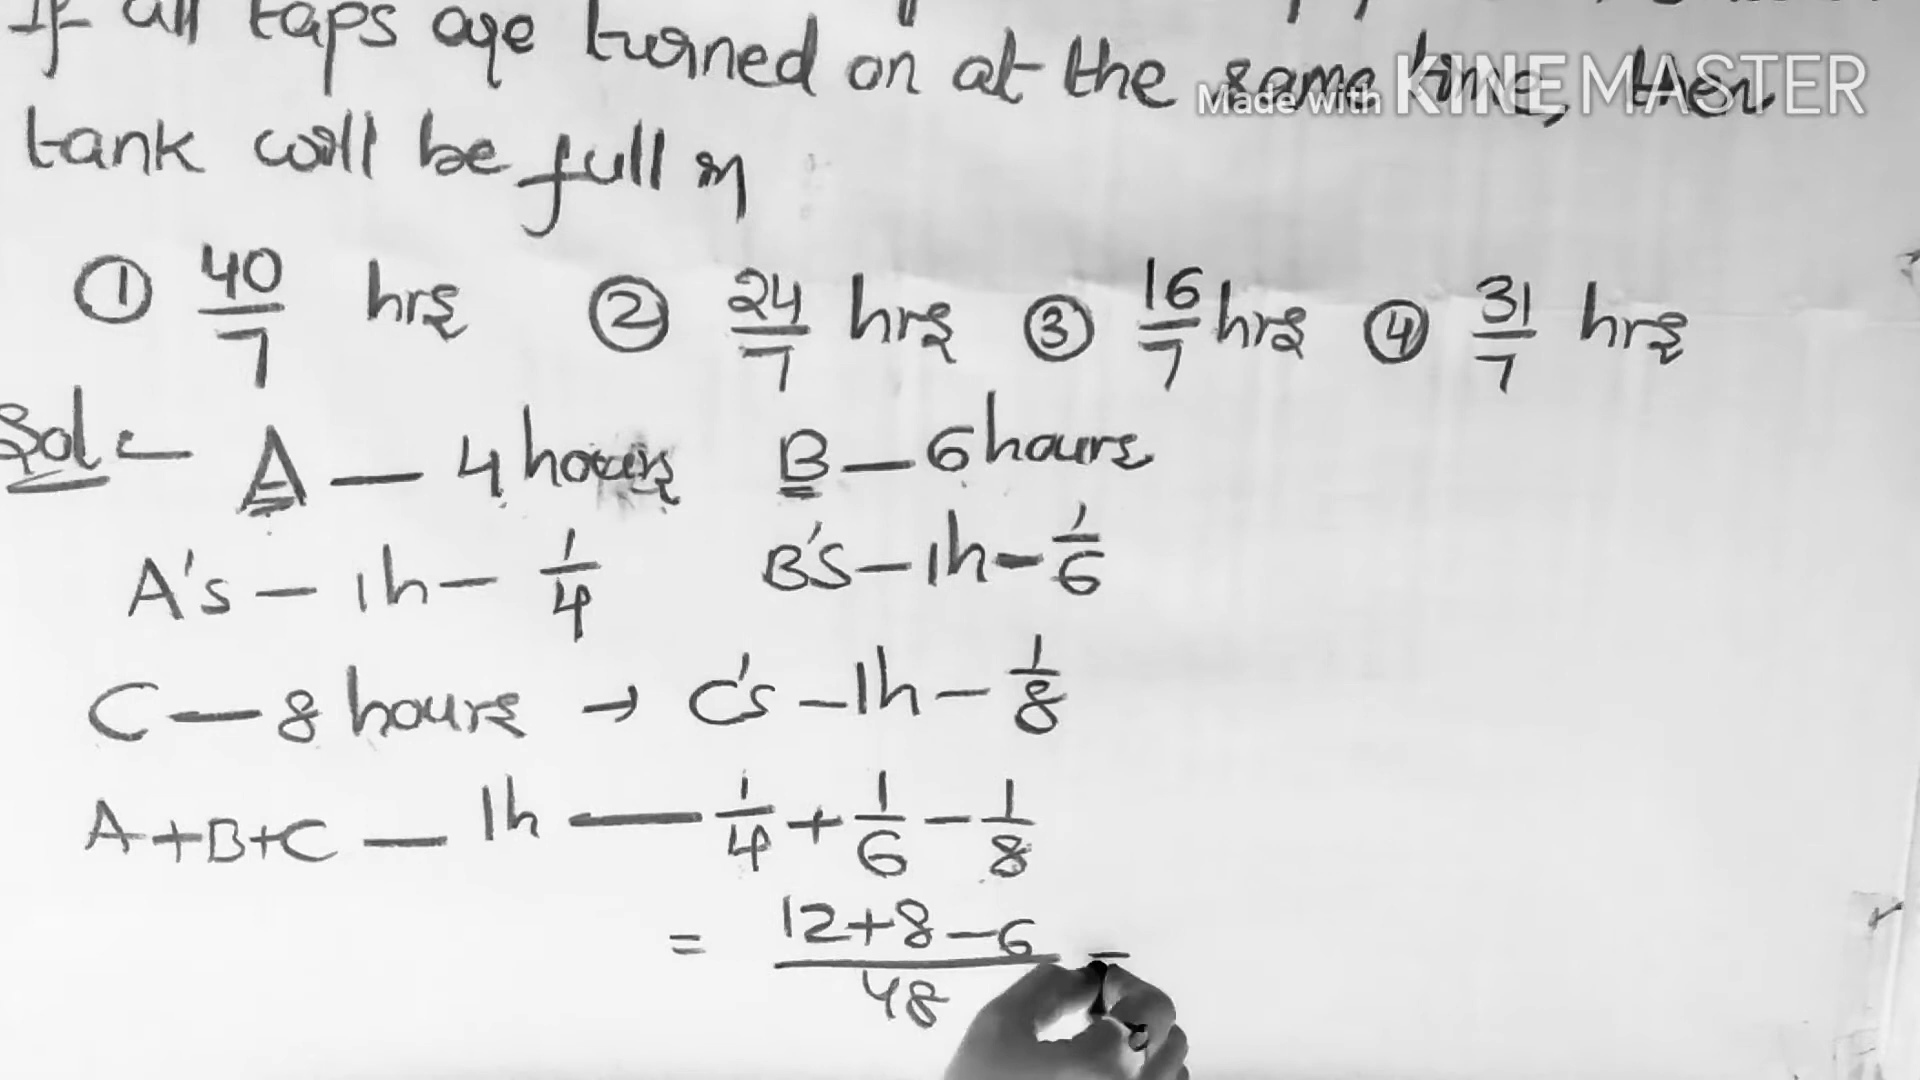 If all taps are turned on at the same time, then
Made with KINEMASTER
tank will be full in
① 40/7 hrs ② 24/7 hrs ③ 16/7 hrs ④ 31/7 hrs
Sol:- A — 4 hours B — 6 hours
A's — 1h — 1/4 B's — 1h — 1/6
C — 8 hours → C's — 1h — 1/8
A+B+C — 1h — 1/4 + 1/6 - 1/8
= 12+8-6/48 =